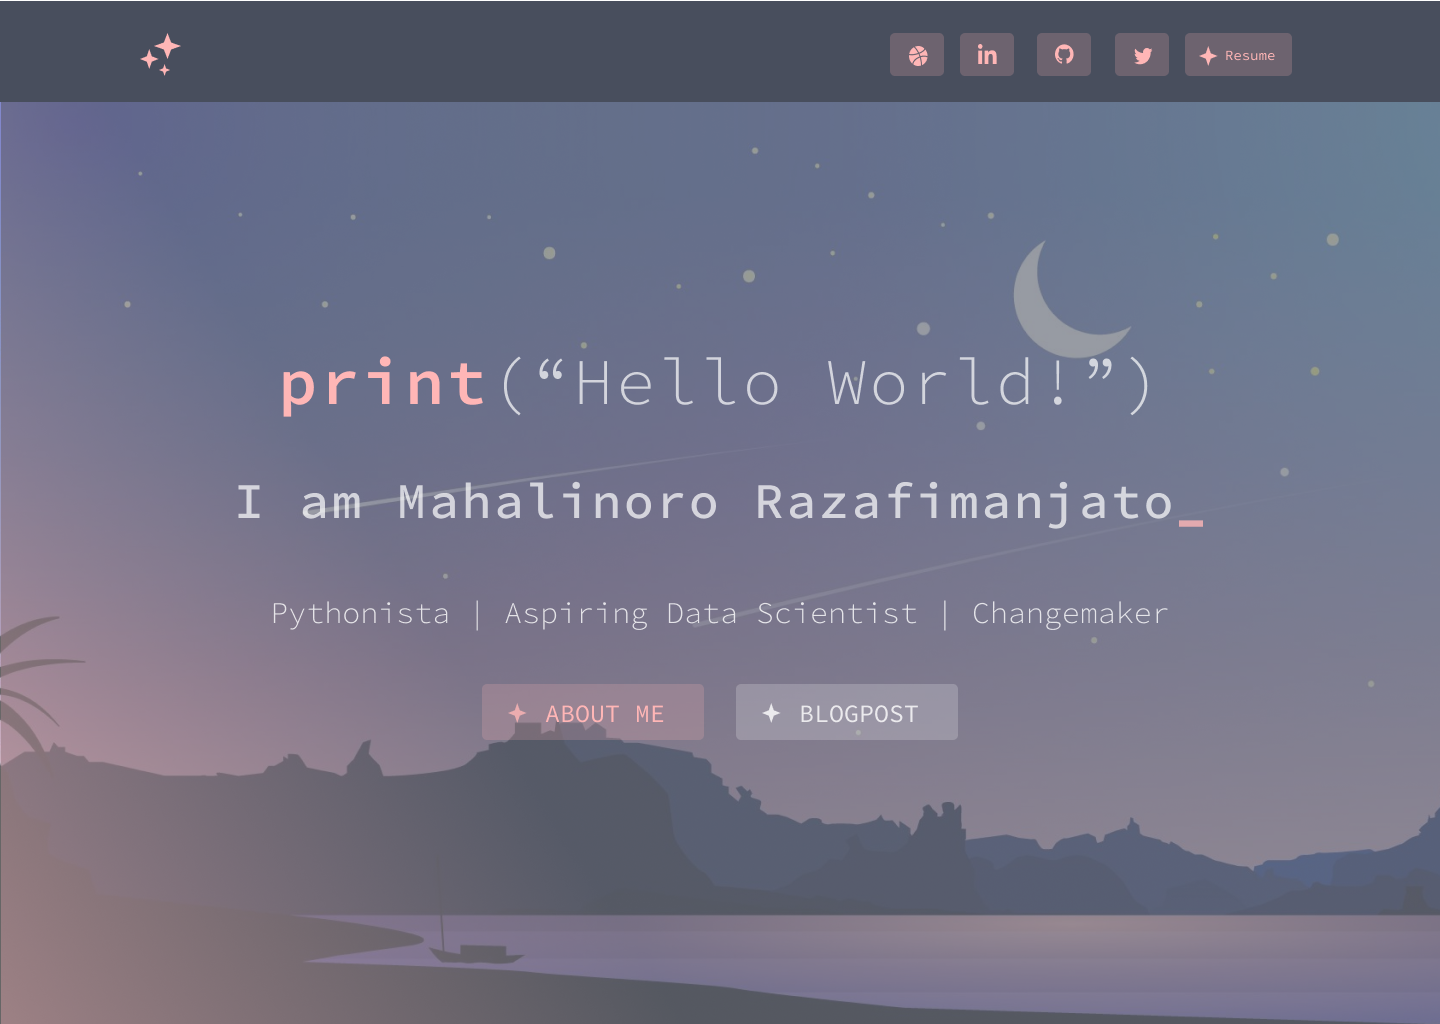 Resume
print(“Hello World!”)
I am Mahalinoro Razafimanjato_
Pythonista | Aspiring Data Scientist | Changemaker
ABOUT ME
BLOGPOST